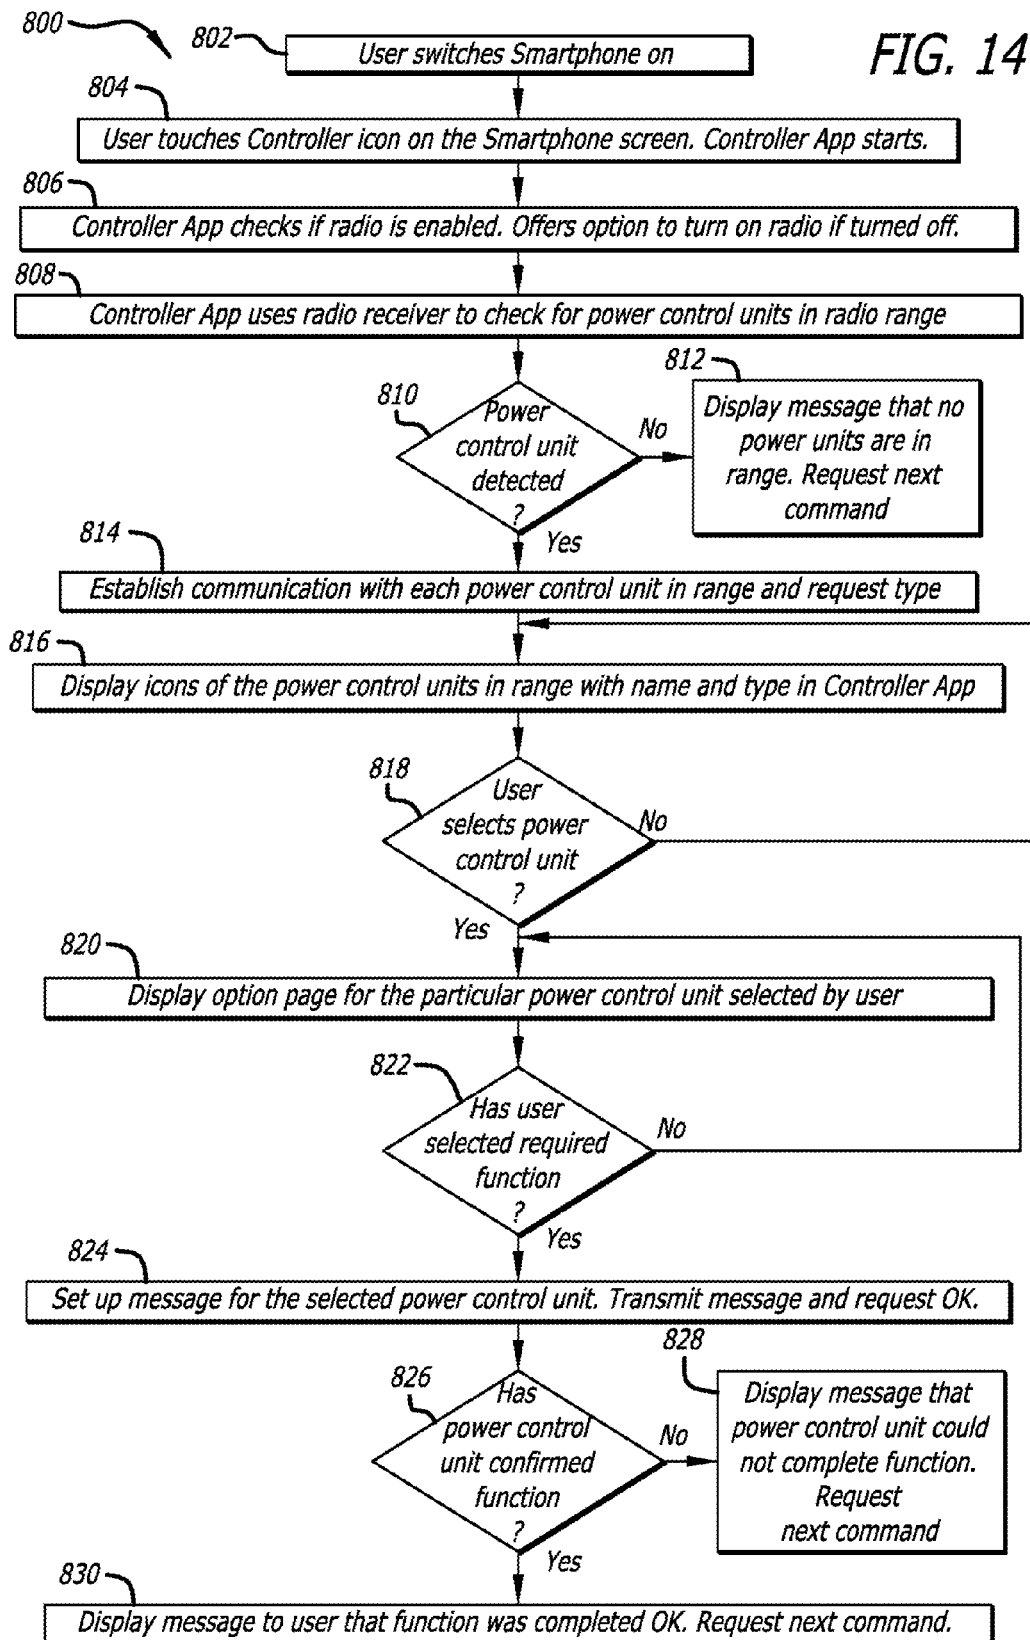 800
802
User switches Smartphone on
FIG. 14
804
User touches Controller icon on the Smartphone screen. Controller App starts.
806
Controller App checks if radio is enabled. Offers option to turn on radio if turned off.
808
Controller App uses radio receiver to check for power control units in radio range
810
Power
control unit
detected
?
No
812
Display message that no
power units are in
range. Request next
command
Yes
814
Establish communication with each power control unit in range and request type
816
Display icons of the power control units in range with name and type in Controller App
818
User
selects power
control unit
?
No
Yes
820
Display option page for the particular power control unit selected by user
822
Has user
selected required
function
?
No
Yes
824
Set up message for the selected power control unit. Transmit message and request OK.
826
Has
power control
unit confirmed
function
?
No
828
Display message that
power control unit could
not complete function.
Request
next command
Yes
830
Display message to user that function was completed OK. Request next command.